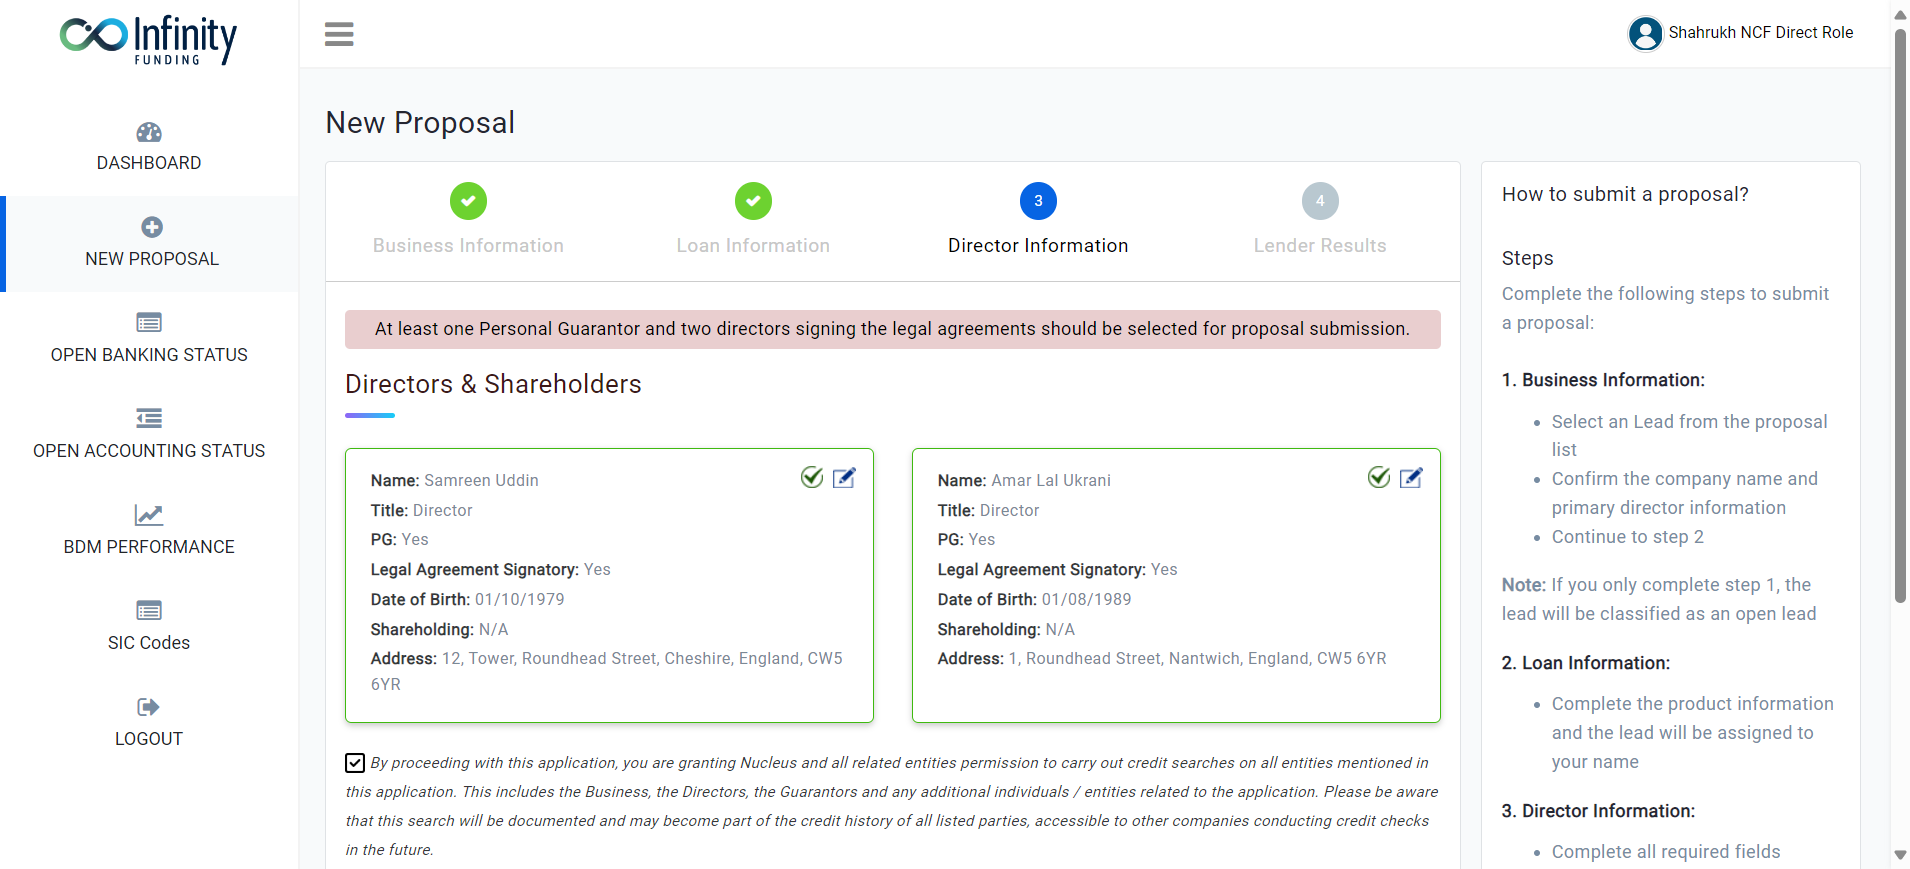 Infinity
FUNDING
DASHBOARD
NEW PROPOSAL
OPEN BANKING STATUS
OPEN ACCOUNTING STATUS
BDM PERFORMANCE
SIC Codes
LOGOUT
Shahrukh NCF Direct Role
New Proposal
Business Information
Loan Information
3
Director Information
4
Lender Results
At least one Personal Guarantor and two directors signing the legal agreements should be selected for proposal submission.
Directors & Shareholders
Name: Samreen Uddin
Title: Director
PG: Yes
Legal Agreement Signatory: Yes
Date of Birth: 01/10/1979
Shareholding: N/A
Address: 12, Tower, Roundhead Street, Cheshire, England, CW5
6YR
Name: Amar Lal Ukrani
Title: Director
PG: Yes
Legal Agreement Signatory: Yes
Date of Birth: 01/08/1989
Shareholding: N/A
Address: 1, Roundhead Street, Nantwich, England, CW5 6YR
By proceeding with this application, you are granting Nucleus and all related entities permission to carry out credit searches on all entities mentioned in
this application. This includes the Business, the Directors, the Guarantors and any additional individuals / entities related to the application. Please be aware
that this search will be documented and may become part of the credit history of all listed parties, accessible to other companies conducting credit checks
in the future.
How to submit a proposal?
Steps
Complete the following steps to submit
a proposal:
1. Business Information:
• Select an Lead from the proposal
list
• Confirm the company name and
primary director information
• Continue to step 2
Note: If you only complete step 1, the
lead will be classified as an open lead
2. Loan Information:
• Complete the product information
and the lead will be assigned to
your name
3. Director Information:
• Complete all required fields